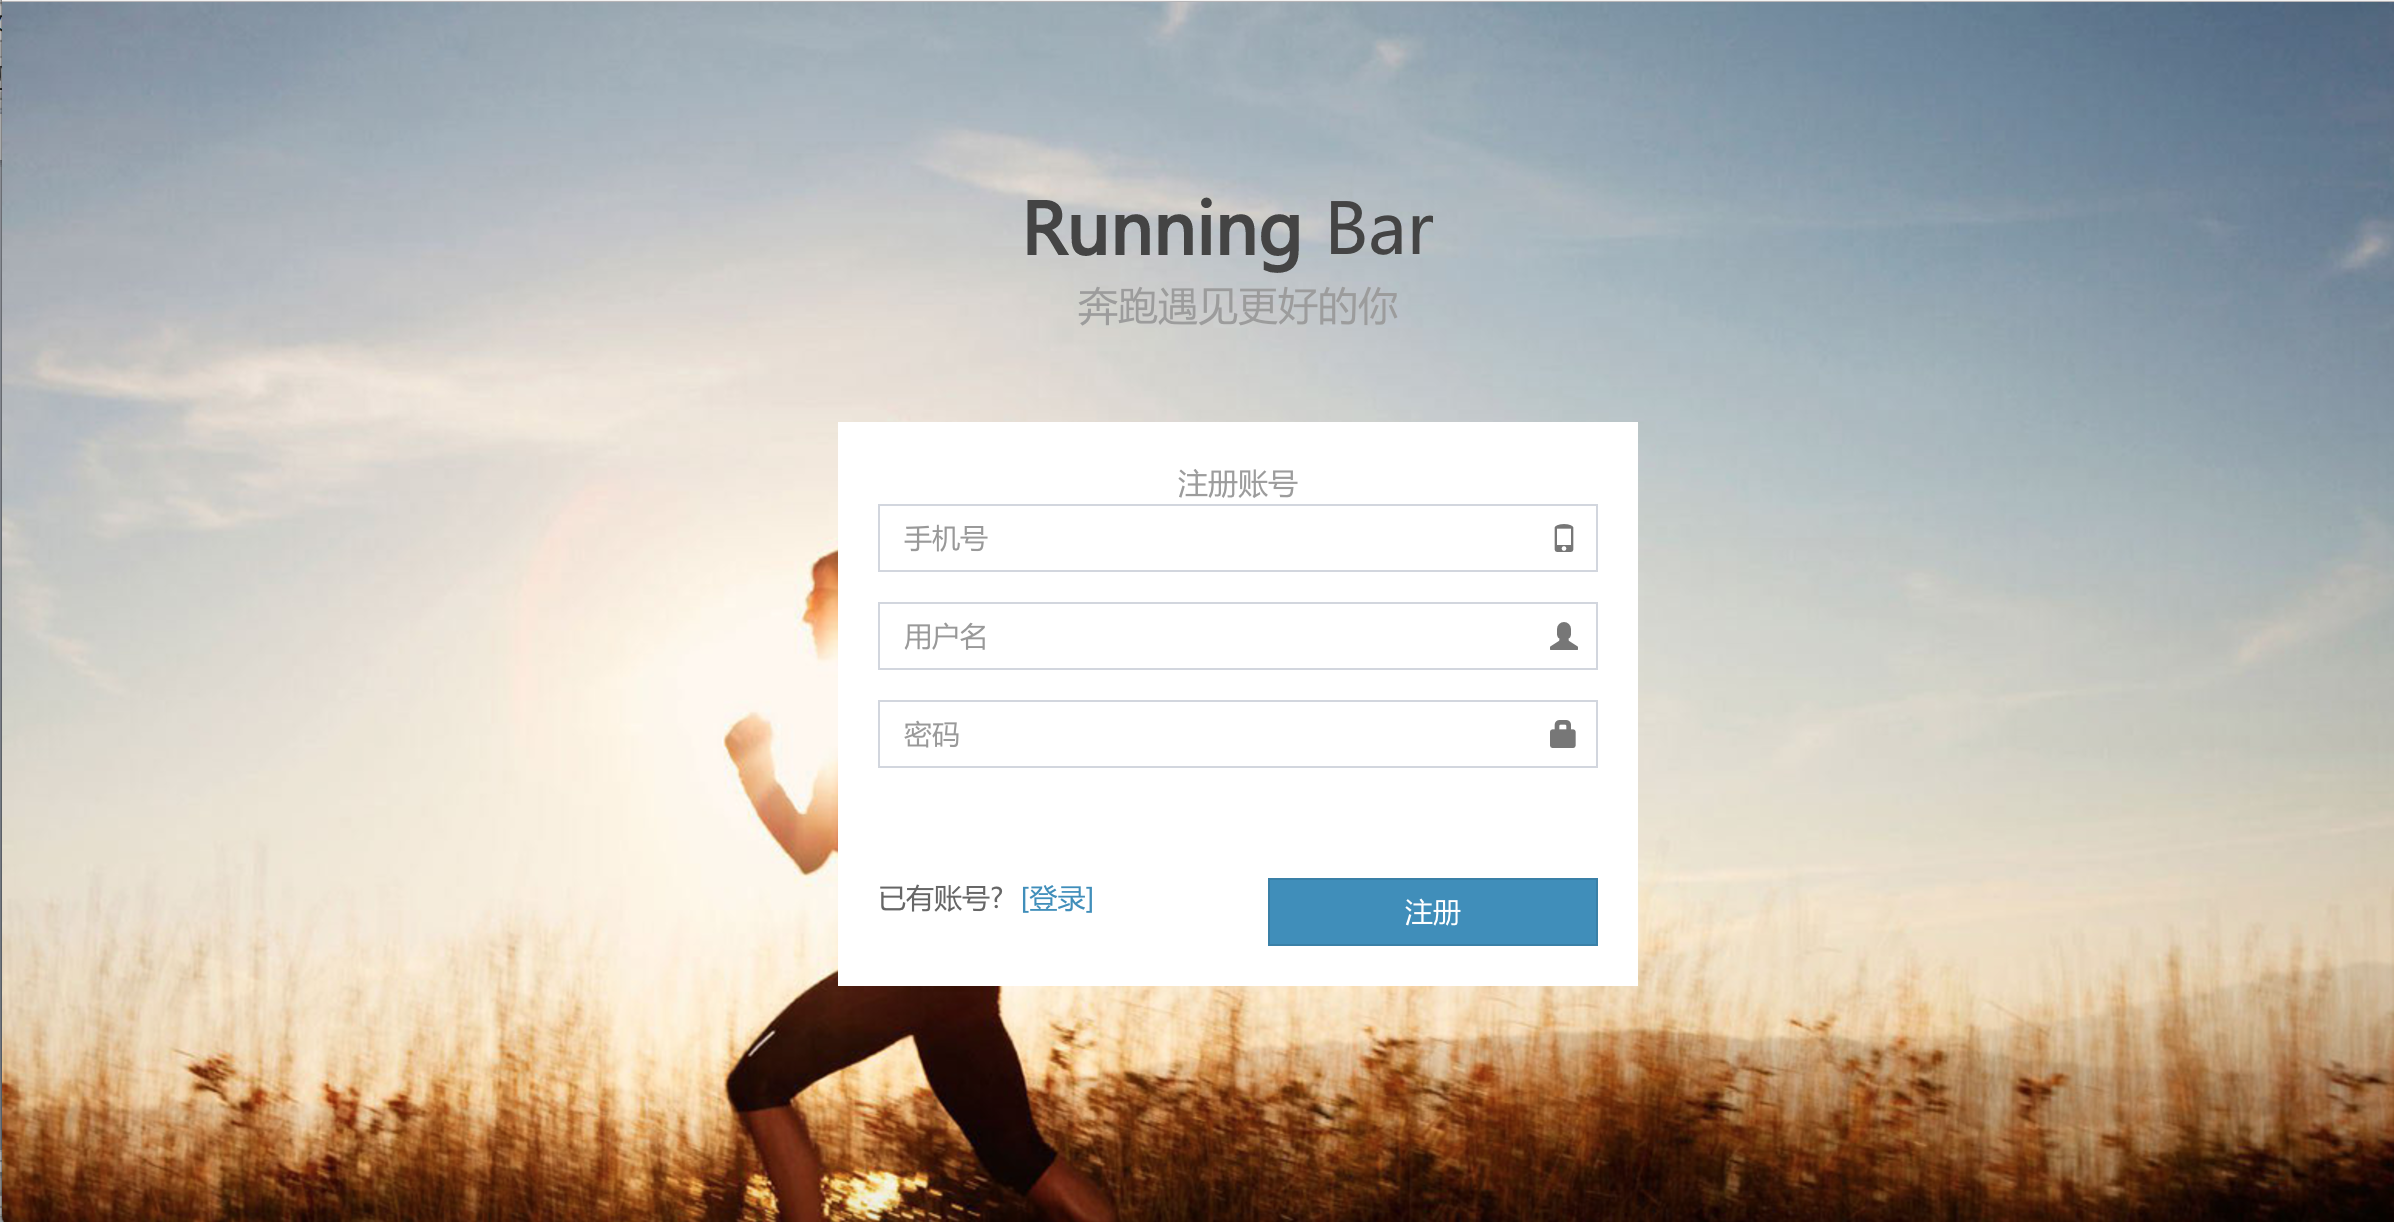 Running Bar
奔跑遇见更好的你
注册账号
手机号
用户名
密码
已有账号? [登录]
注册